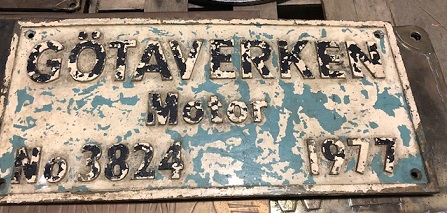 GÖTAVERKEN
Motor
No 3824 1977